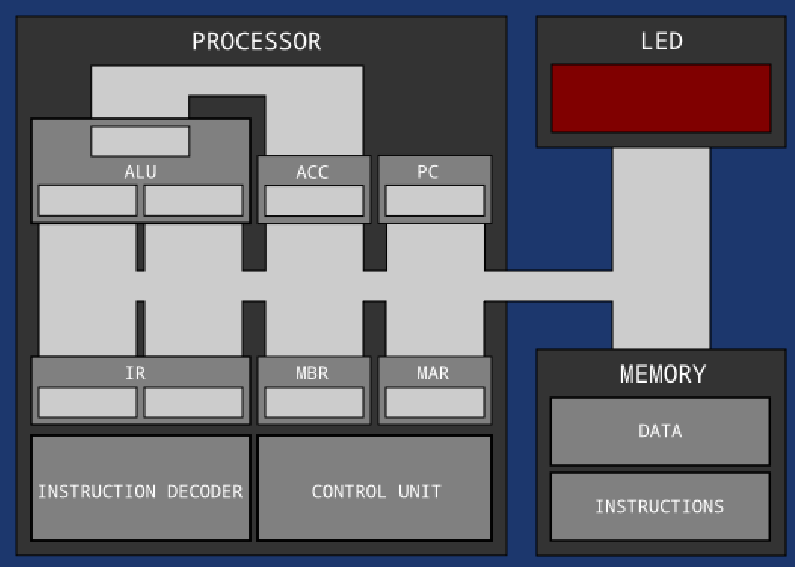 PROCESSOR
LED
ALU
ACC
PC
IR
MBR
MAR
MEMORY
DATA
INSTRUCTION DECODER
CONTROL UNIT
INSTRUCTIONS